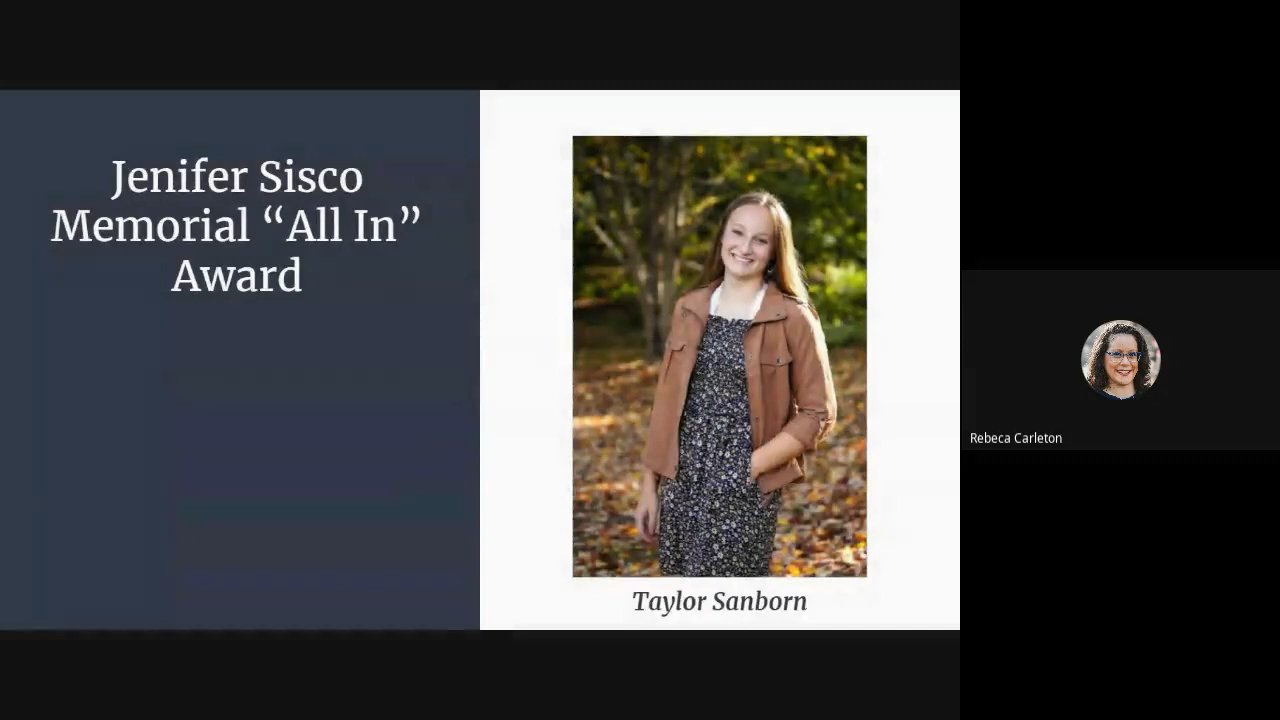 Jenifer Sisco
Memorial “All In”
Award
Taylor Sanborn
Rebeca Carleton